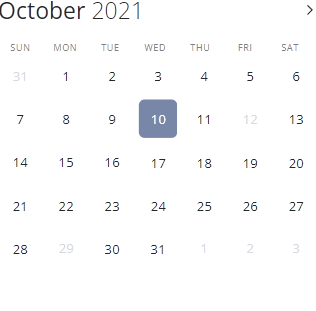 October 2021
SUN MON TUE WED THU FRI SAT
31 1 2 3 4 5 6
7 8 9 10 11 12 13
14 15 16 17 18 19 20
21 22 23 24 25 26 27
28 29 30 31 1 2 3